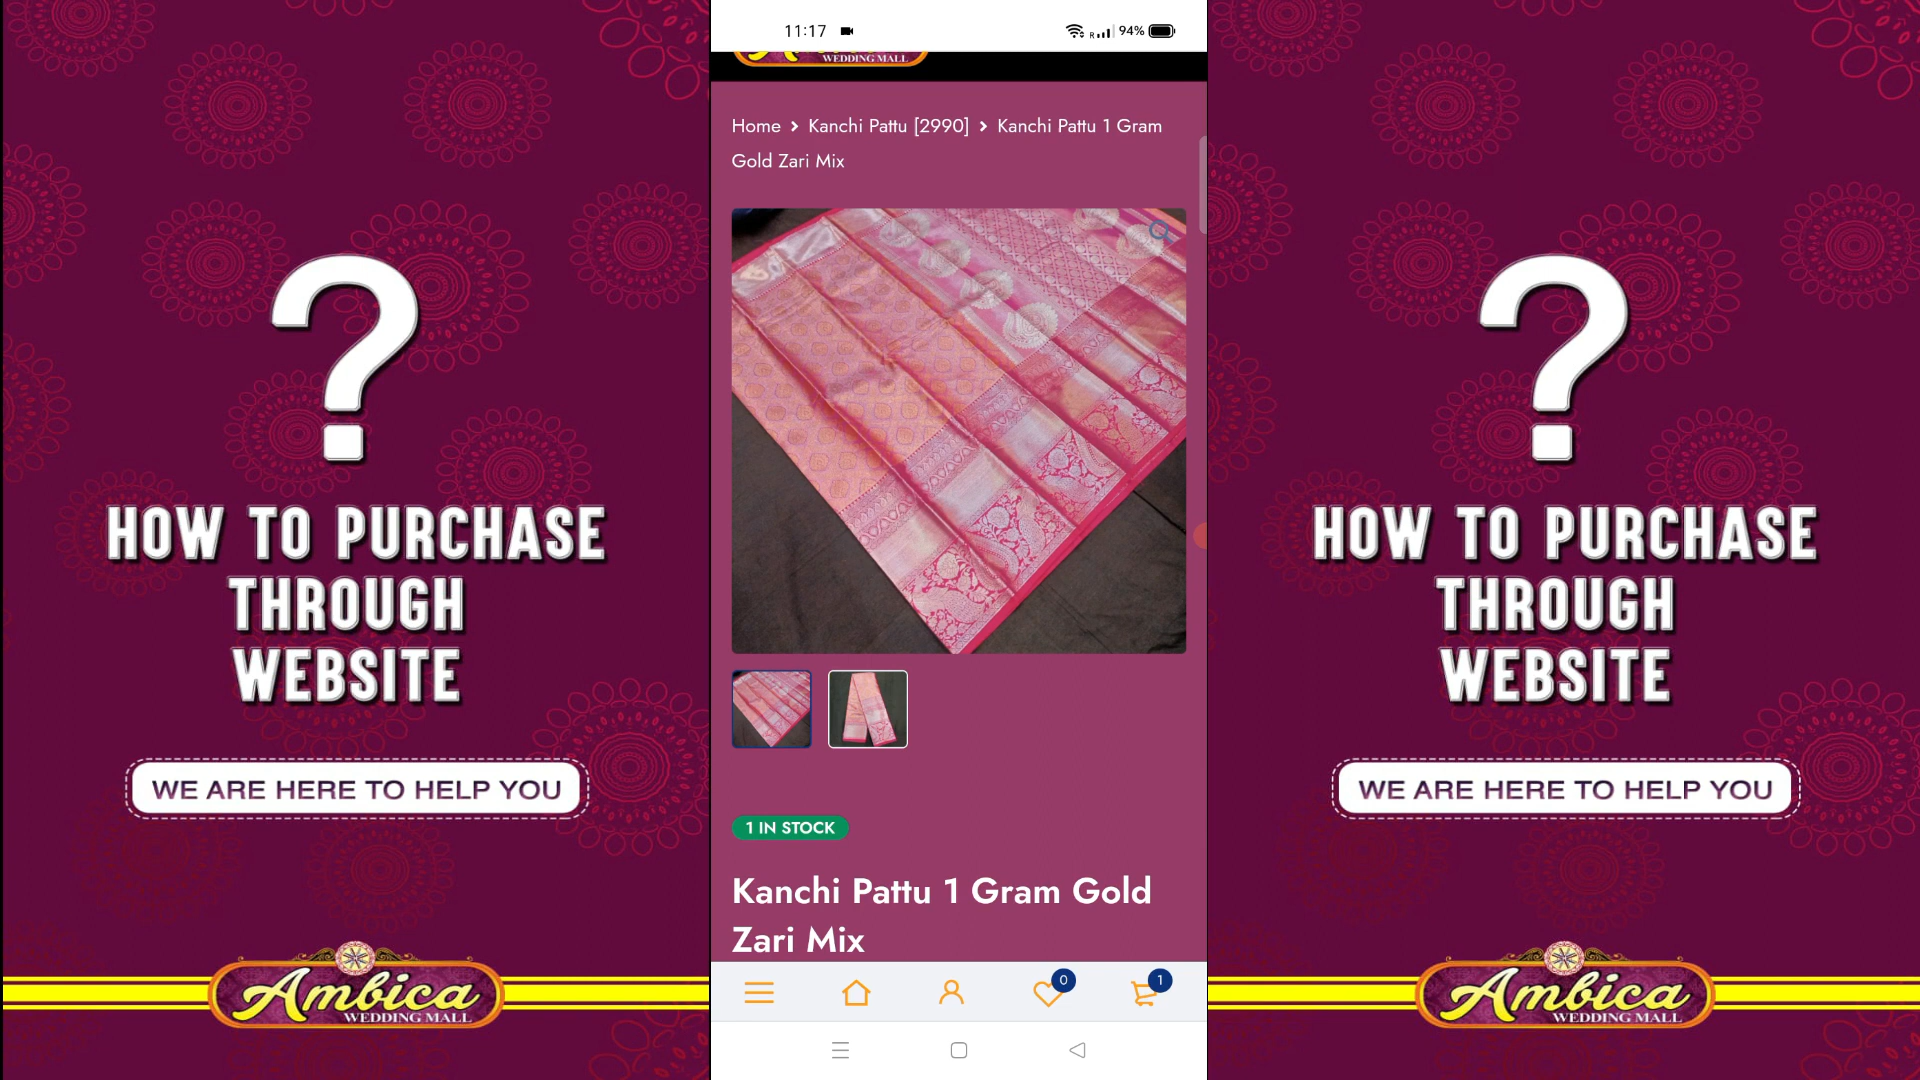 ?
HOW TO PURCHASE
THROUGH
WEBSITE
WE ARE HERE TO HELP YOU
Ambica
WEDDING MALL
11:17
R
94%
WEDDING MALL
Home > Kanchi Pattu [2990] > Kanchi Pattu 1 Gram
Gold Zari Mix
1 IN STOCK
Kanchi Pattu 1 Gram Gold
Zari Mix
0
1
?
HOW TO PURCHASE
THROUGH
WEBSITE
WE ARE HERE TO HELP YOU
Ambica
WEDDING MALL